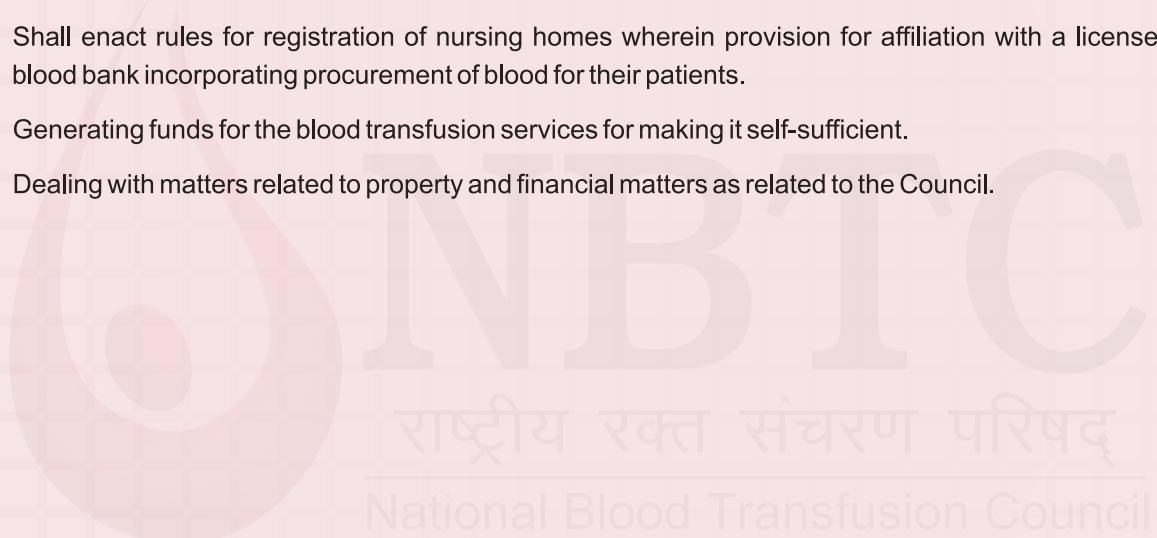 Shall enact rules for registration of nursing homes wherein provision for affiliation with a license
blood bank incorporating procurement of blood for their patients.
Generating funds for the blood transfusion services for making it self-sufficient.
Dealing with matters related to property and financial matters as related to the Council.
NBTC
राष्ट्रीय रक्त संचरण परिषद्
National Blood Transfusion Council